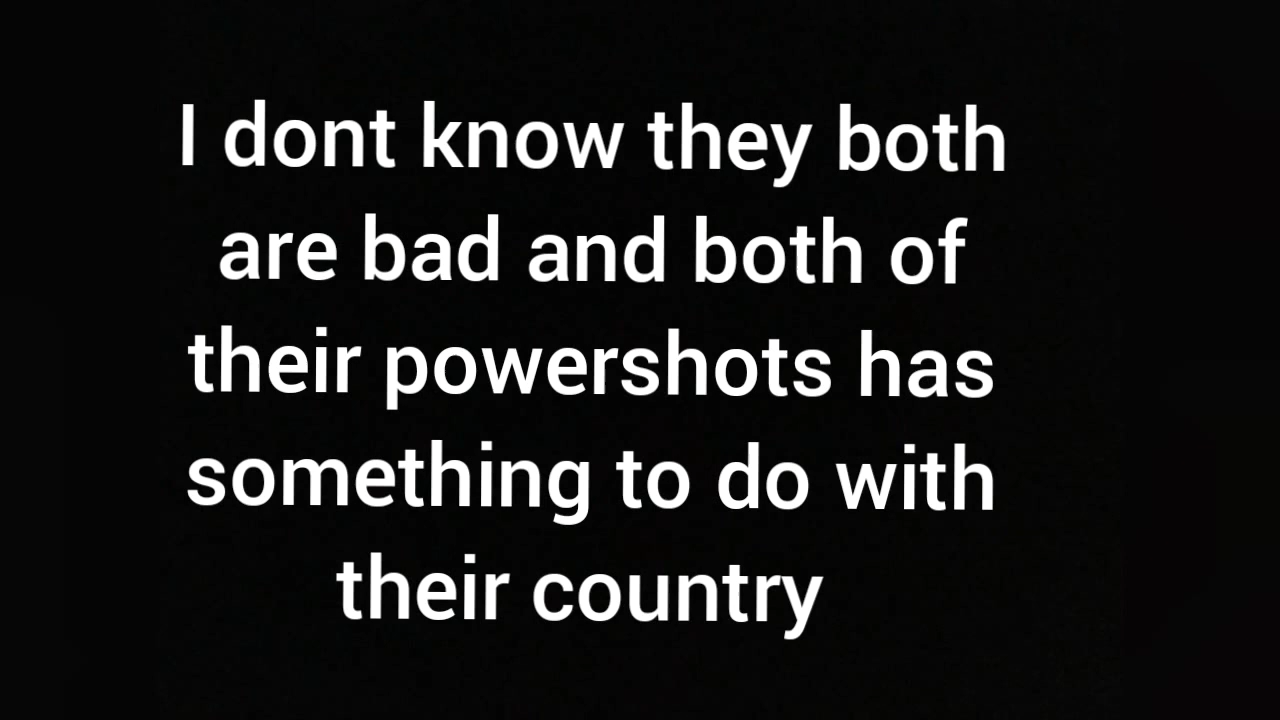 I dont know they both
are bad and both of
their powershots has
something to do with
their country